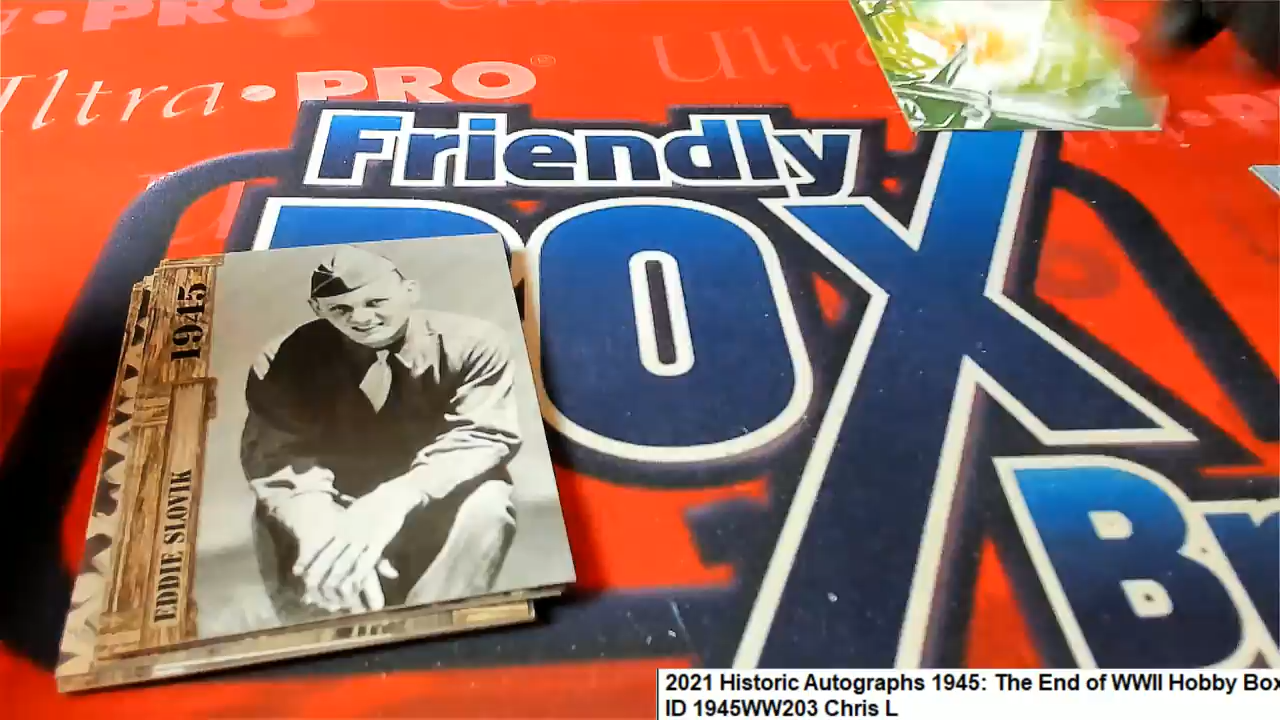 PRO
Ultra
Ultra•PRO®
Friendly
BOX
1945
EDDIE SLOVIK
2021 Historic Autographs 1945: The End of WWII Hobby Box
ID 1945WW203 Chris L